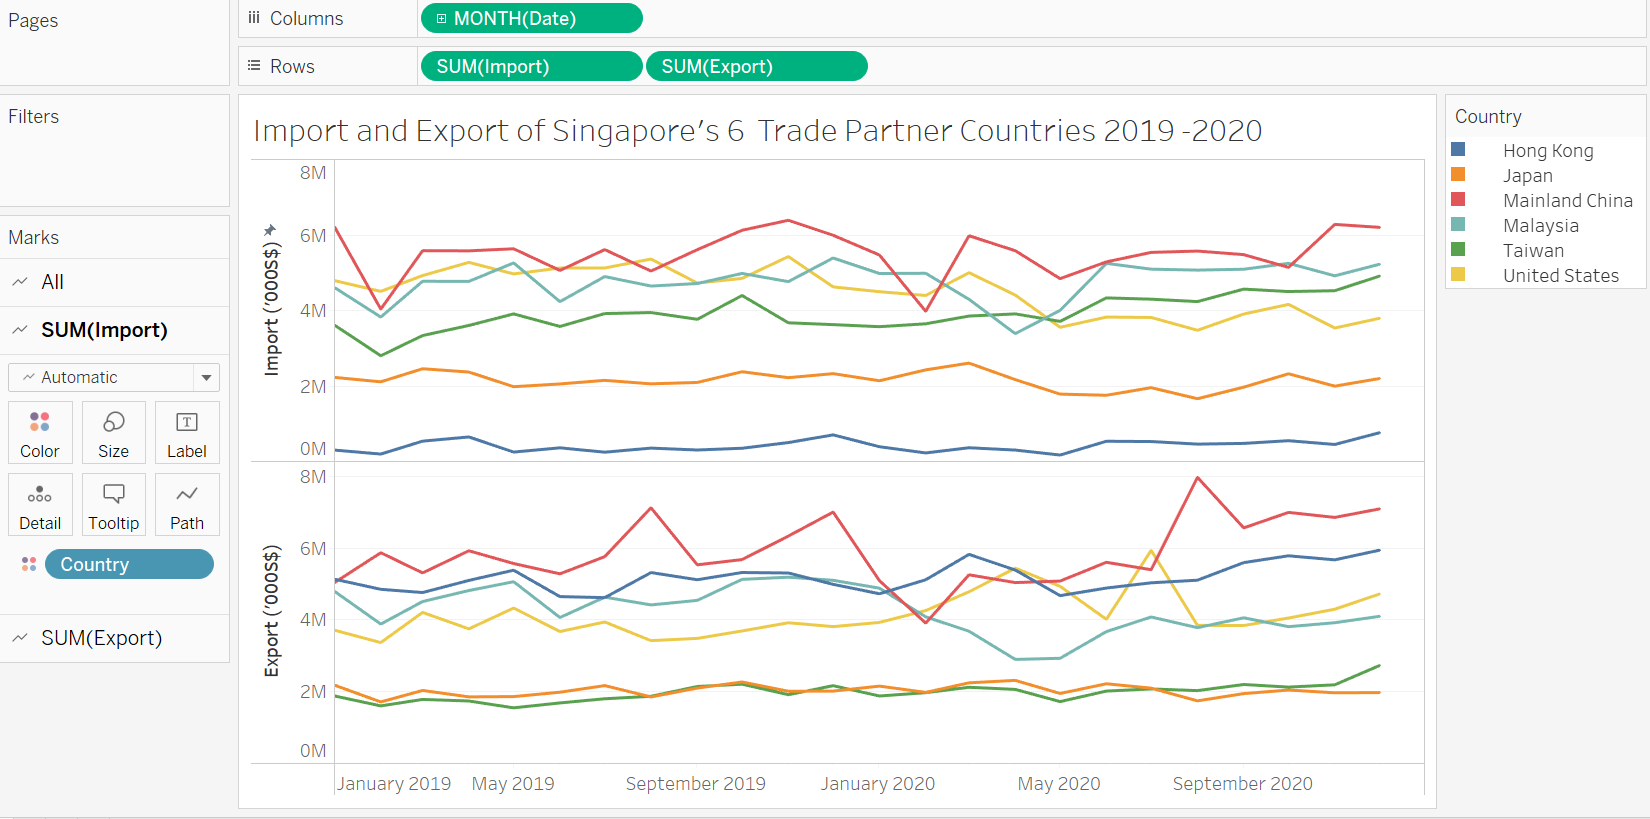 Pages
Columns
MONTH(Date)
Rows
SUM(Import)
SUM(Export)
Filters
Marks
All
SUM(Import)
Automatic
Color
Size
T
Label
Detail
Tooltip
Path
Country
SUM(Export)
Import and Export of Singapore's 6  Trade Partner Countries 2019 -2020
Import ('000S$)
8M
6M
4M
2M
0M
Export ('000S$)
8M
6M
4M
2M
0M
January 2019
May 2019
September 2019
January 2020
May 2020
September 2020
Country
Hong Kong
Japan
Mainland China
Malaysia
Taiwan
United States